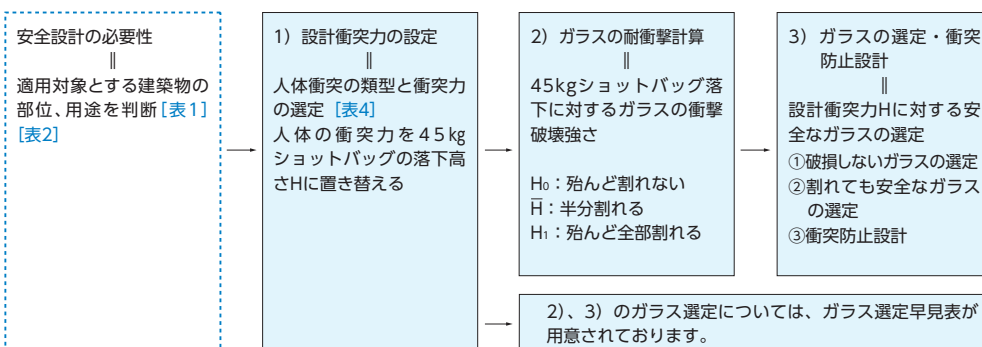 安全設計の必要性
‖
適用対象とする建築物の
部位、用途を判断[表1]
[表2]
1）設計衝突力の設定
‖
人体衝突の類型と衝突力
の選定 [表4]
人体の衝突力を45kg
ショットバッグの落下高
さHに置き替える
2）ガラスの耐衝撃計算
‖
45kgショットバッグ落
下に対するガラスの衝撃
破壊強さ
H₀：殆んど割れない
H̅：半分割れる
H₁：殆んど全部割れる
3）ガラスの選定・衝突
防止設計
‖
設計衝突力Hに対する安
全なガラスの選定
①破損しないガラスの選定
②割れても安全なガラス
の選定
③衝突防止設計
2）、3）のガラス選定については、ガラス選定早見表が
用意されております。